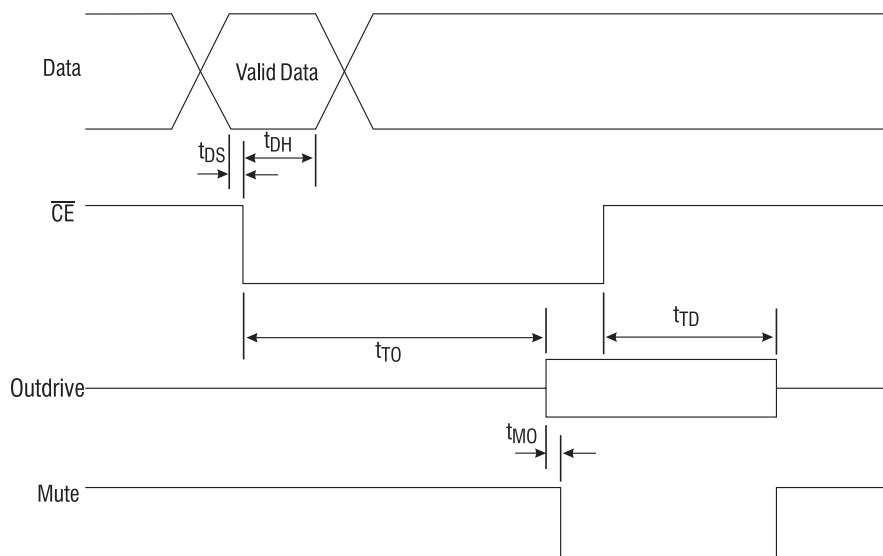 Data
Valid Data
tDS
tDH
CE
tTO
tTD
Outdrive
tMO
Mute